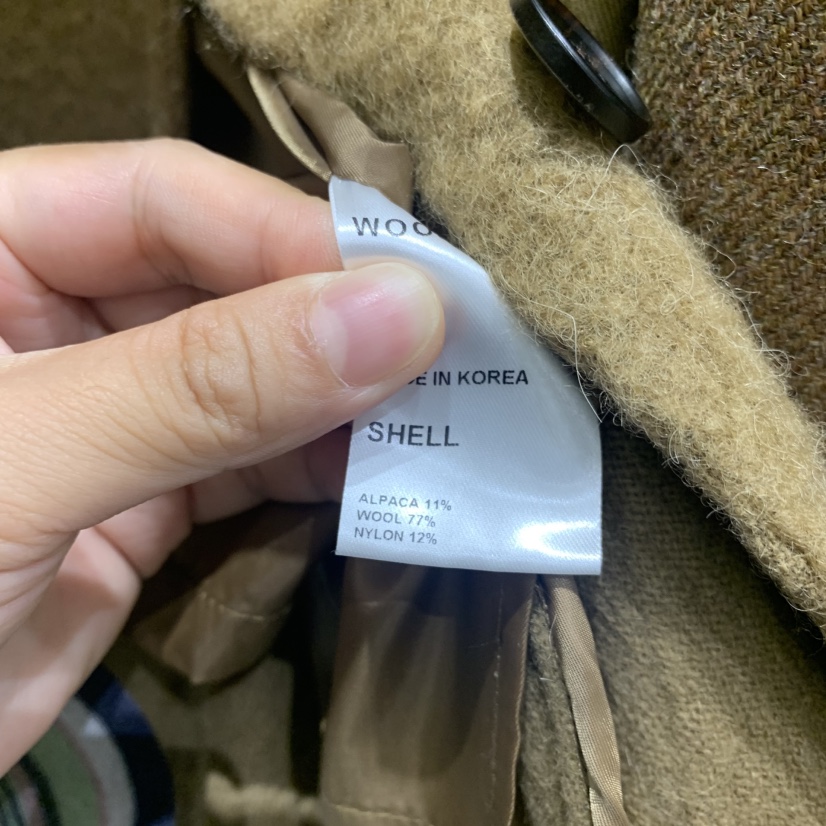 WOO
E IN KOREA
SHELL
ALPACA 11%
WOOL 77%
NYLON 12%